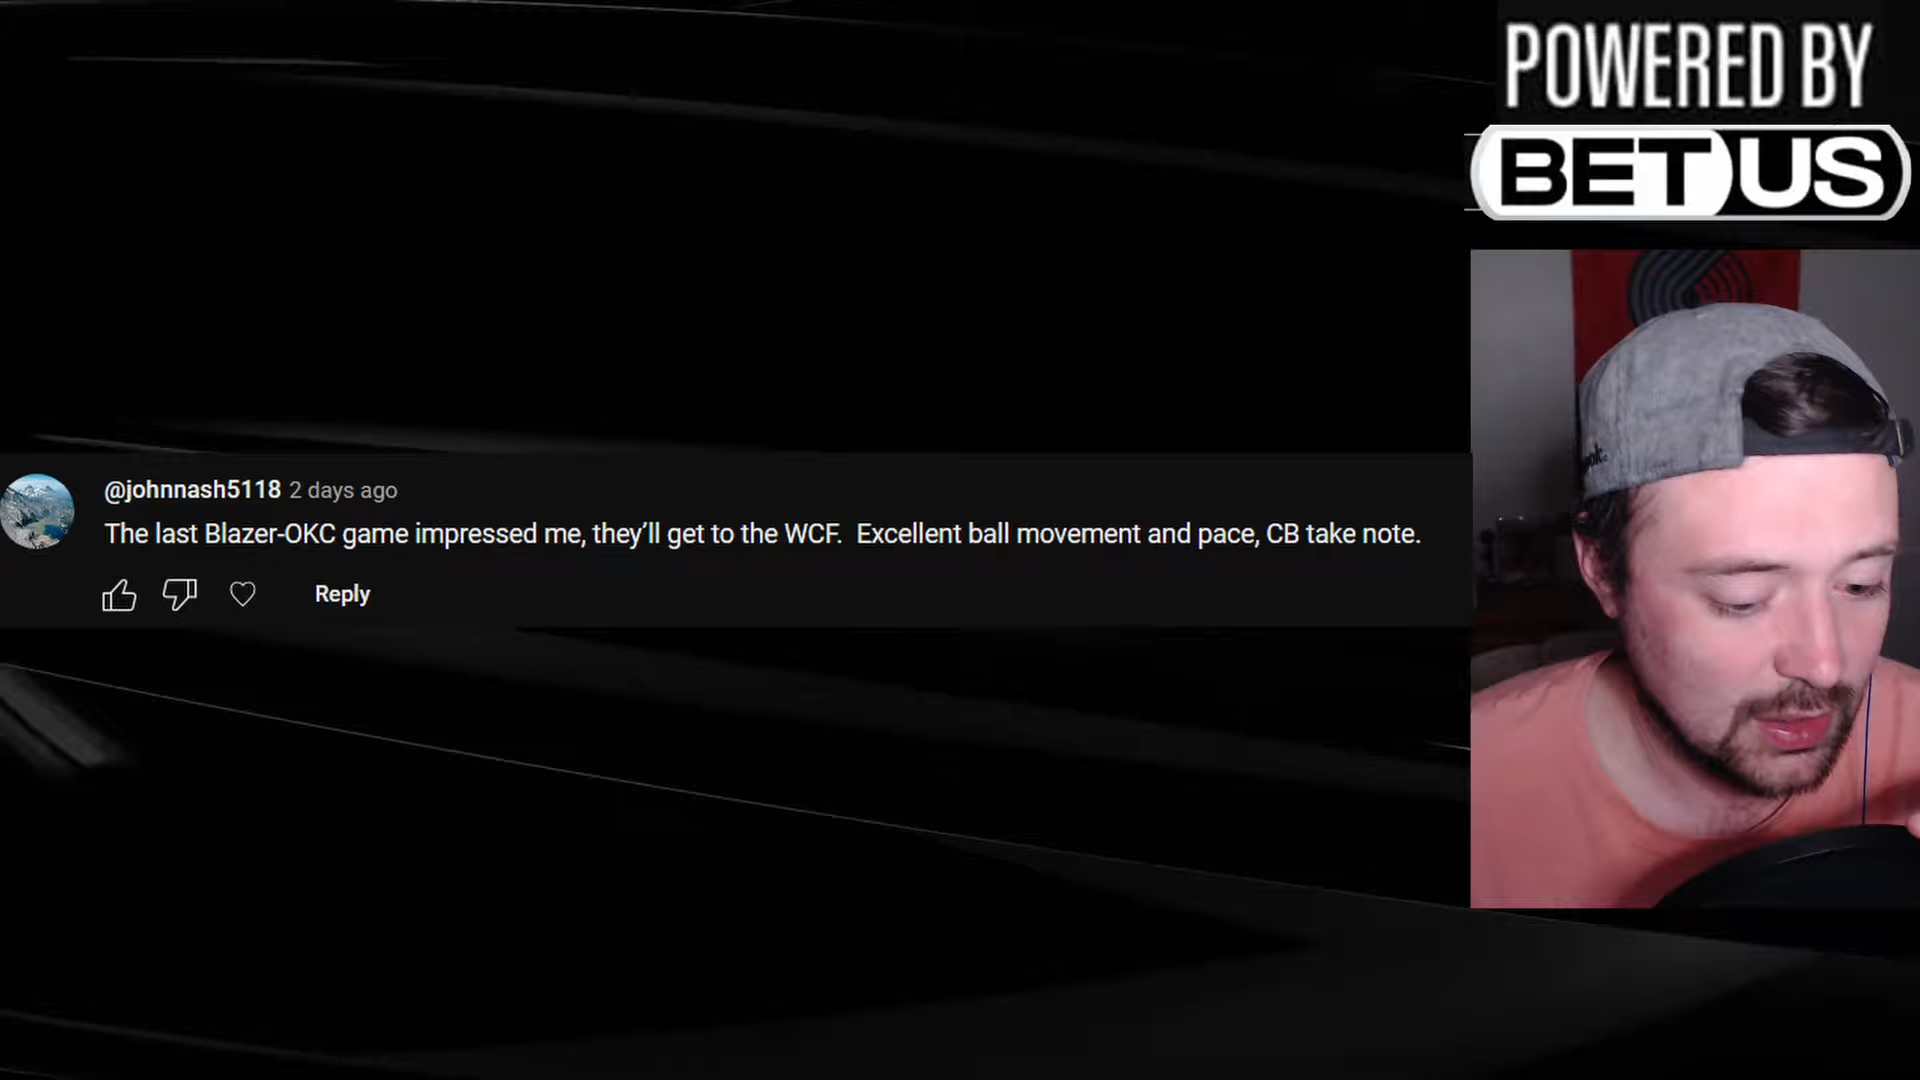 POWERED BY
BETUS
@johnnash5118 2 days ago
The last Blazer-OKC game impressed me, they’ll get to the WCF.  Excellent ball movement and pace, CB take note.
Reply